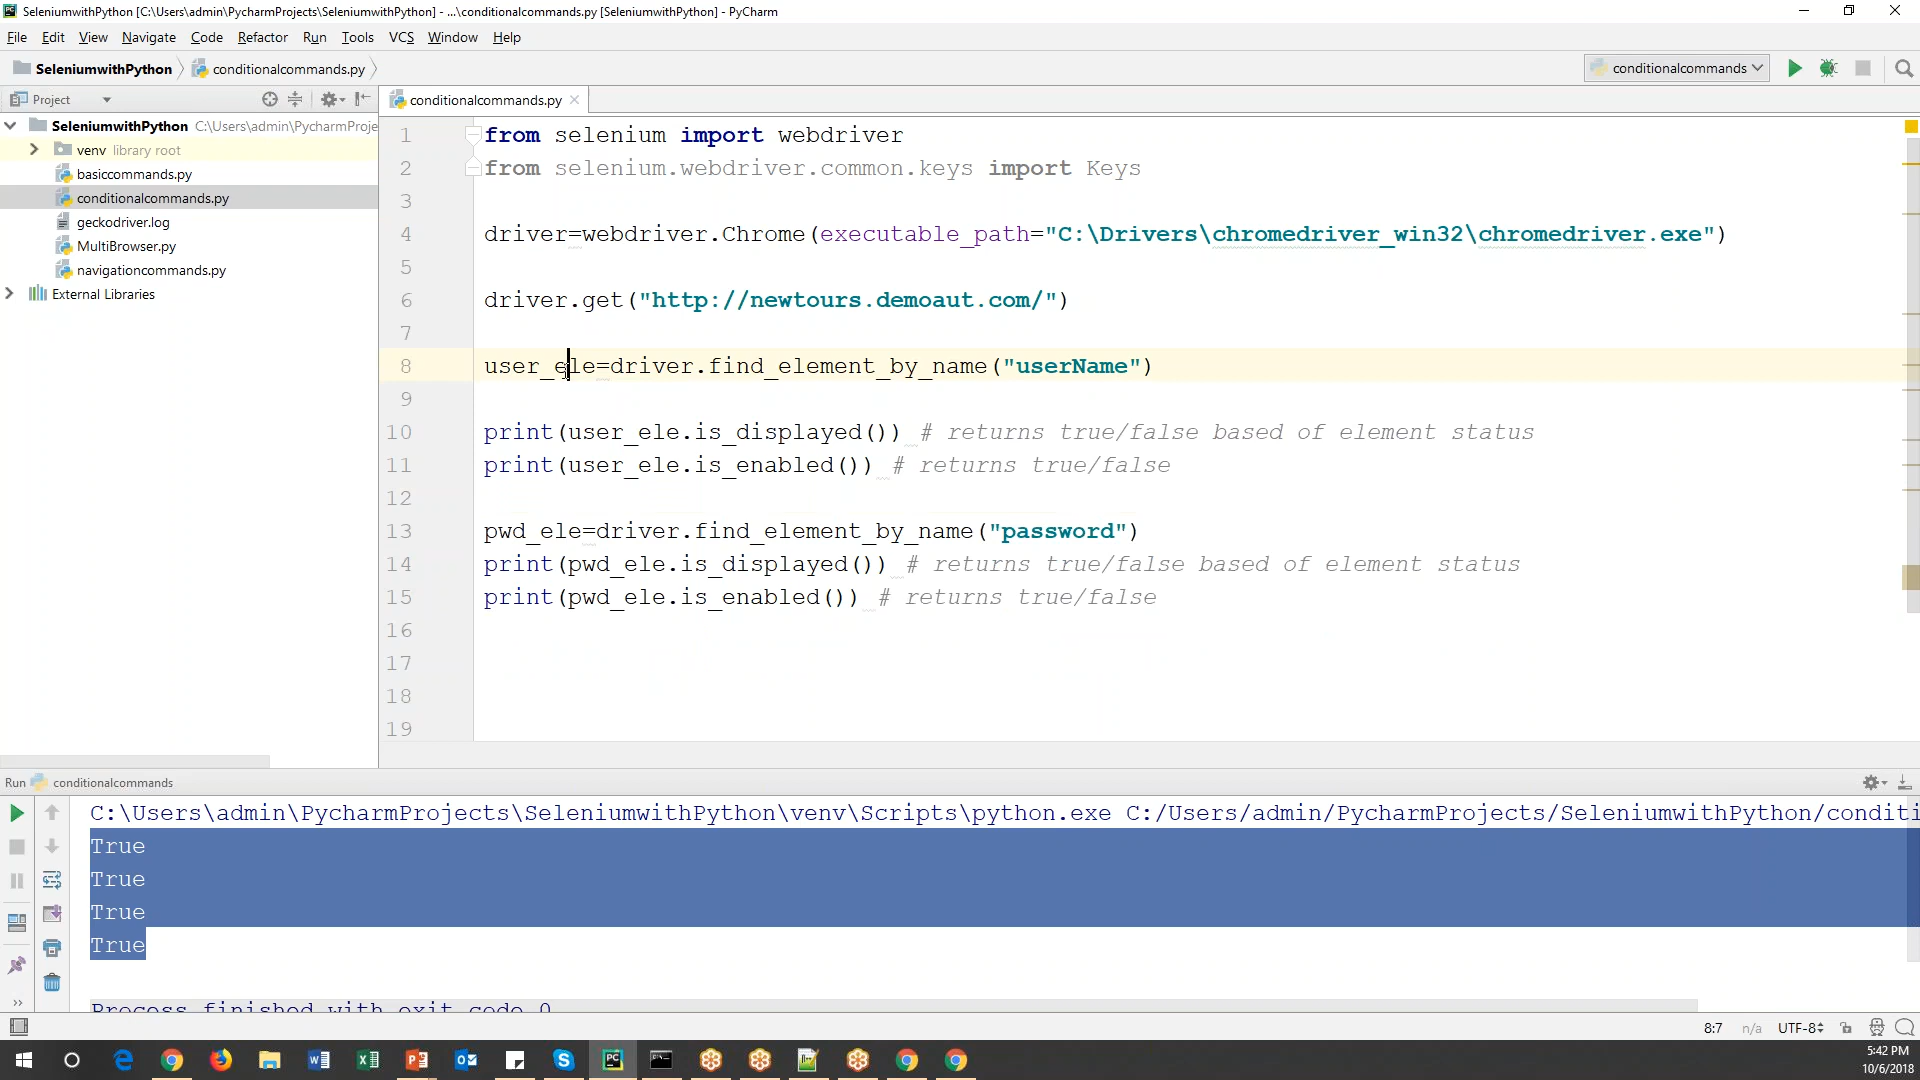 SeleniumwithPython [C:\Users\admin\PycharmProjects\SeleniumwithPython] - ...\conditionalcommands.py [SeleniumwithPython] - PyCharm
File Edit View Navigate Code Refactor Run Tools VCS Window Help
SeleniumwithPython conditionalcommands.py conditionalcommands
Project conditionalcommands.py
SeleniumwithPython C:\Users\admin\PycharmProje
venv library root
basiccommands.py
conditionalcommands.py
geckodriver.log
MultiBrowser.py
navigationcommands.py
External Libraries
1 from selenium import webdriver
2 from selenium.webdriver.common.keys import Keys
3
4 driver=webdriver.Chrome(executable_path="C:\Drivers\chromedriver_win32\chromedriver.exe")
5
6 driver.get("http://newtours.demoaut.com/")
7
8 user_ele=driver.find_element_by_name("userName")
9
10 print(user_ele.is_displayed()) # returns true/false based of element status
11 print(user_ele.is_enabled()) # returns true/false
12
13 pwd_ele=driver.find_element_by_name("password")
14 print(pwd_ele.is_displayed()) # returns true/false based of element status
15 print(pwd_ele.is_enabled()) # returns true/false
16
17
18
19
Run conditionalcommands
C:\Users\admin\PycharmProjects\SeleniumwithPython\venv\Scripts\python.exe C:/Users/admin/PycharmProjects/SeleniumwithPython/conditi
True
True
True
True
Process finished with exit code 0
8:7 n/a UTF-8
5:42 PM
10/6/2018